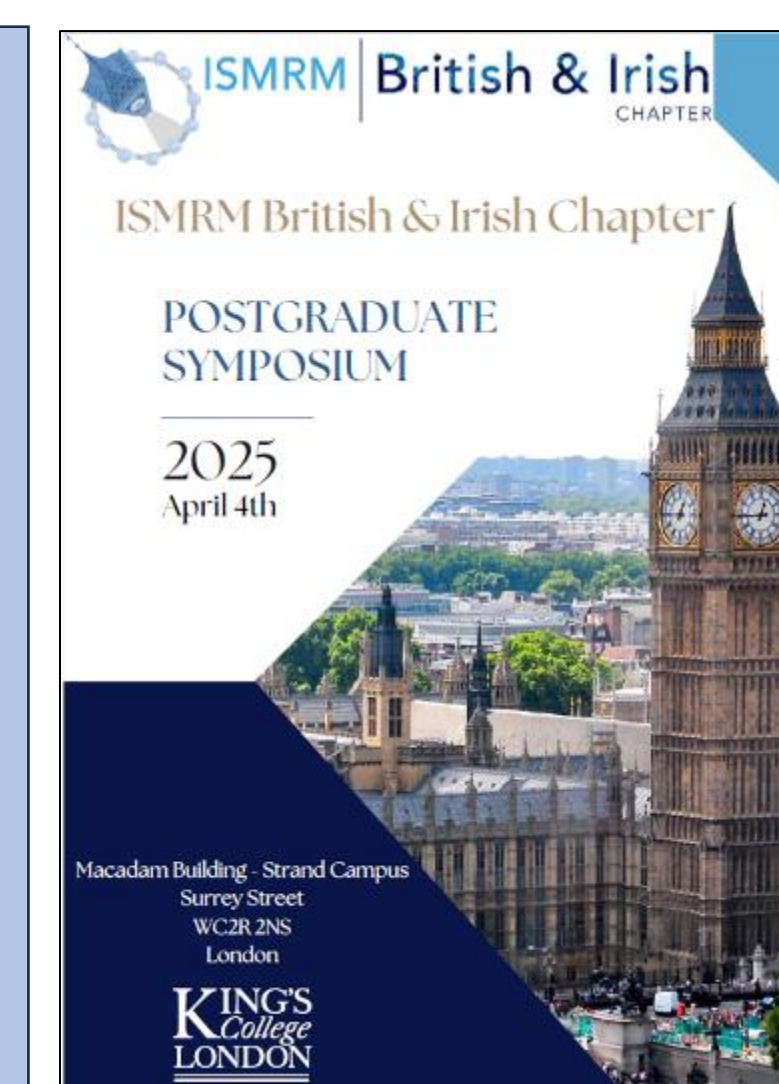 ISMRM British & Irish
CHAPTER
ISMRM British & Irish Chapter
POSTGRADUATE
SYMPOSIUM
2025
April 4th
Macadam Building - Strand Campus
Surrey Street
WC2R 2NS
London
KING'S
College
LONDON